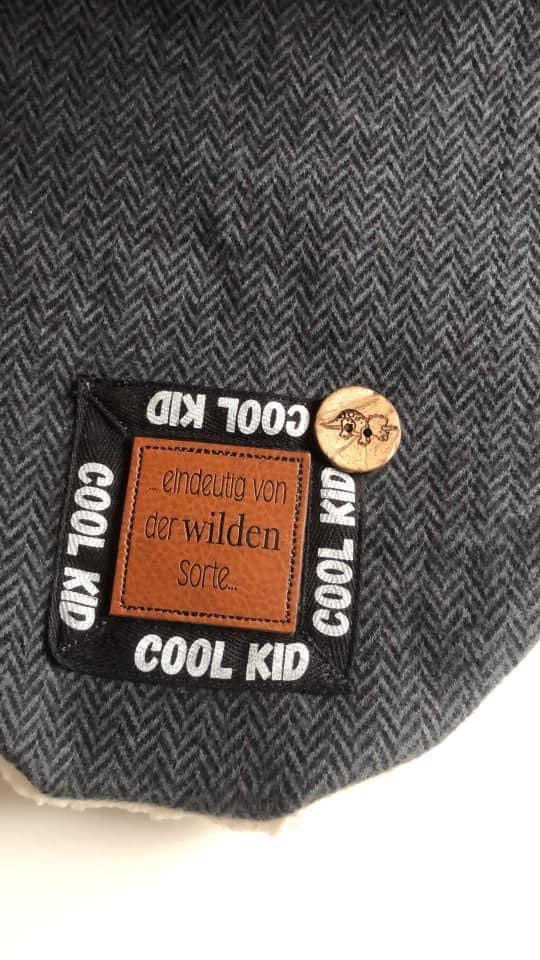 COOL KID
COOL KID
... eindeutig von
der wilden
Sorte...
COOL KID
COOL KID